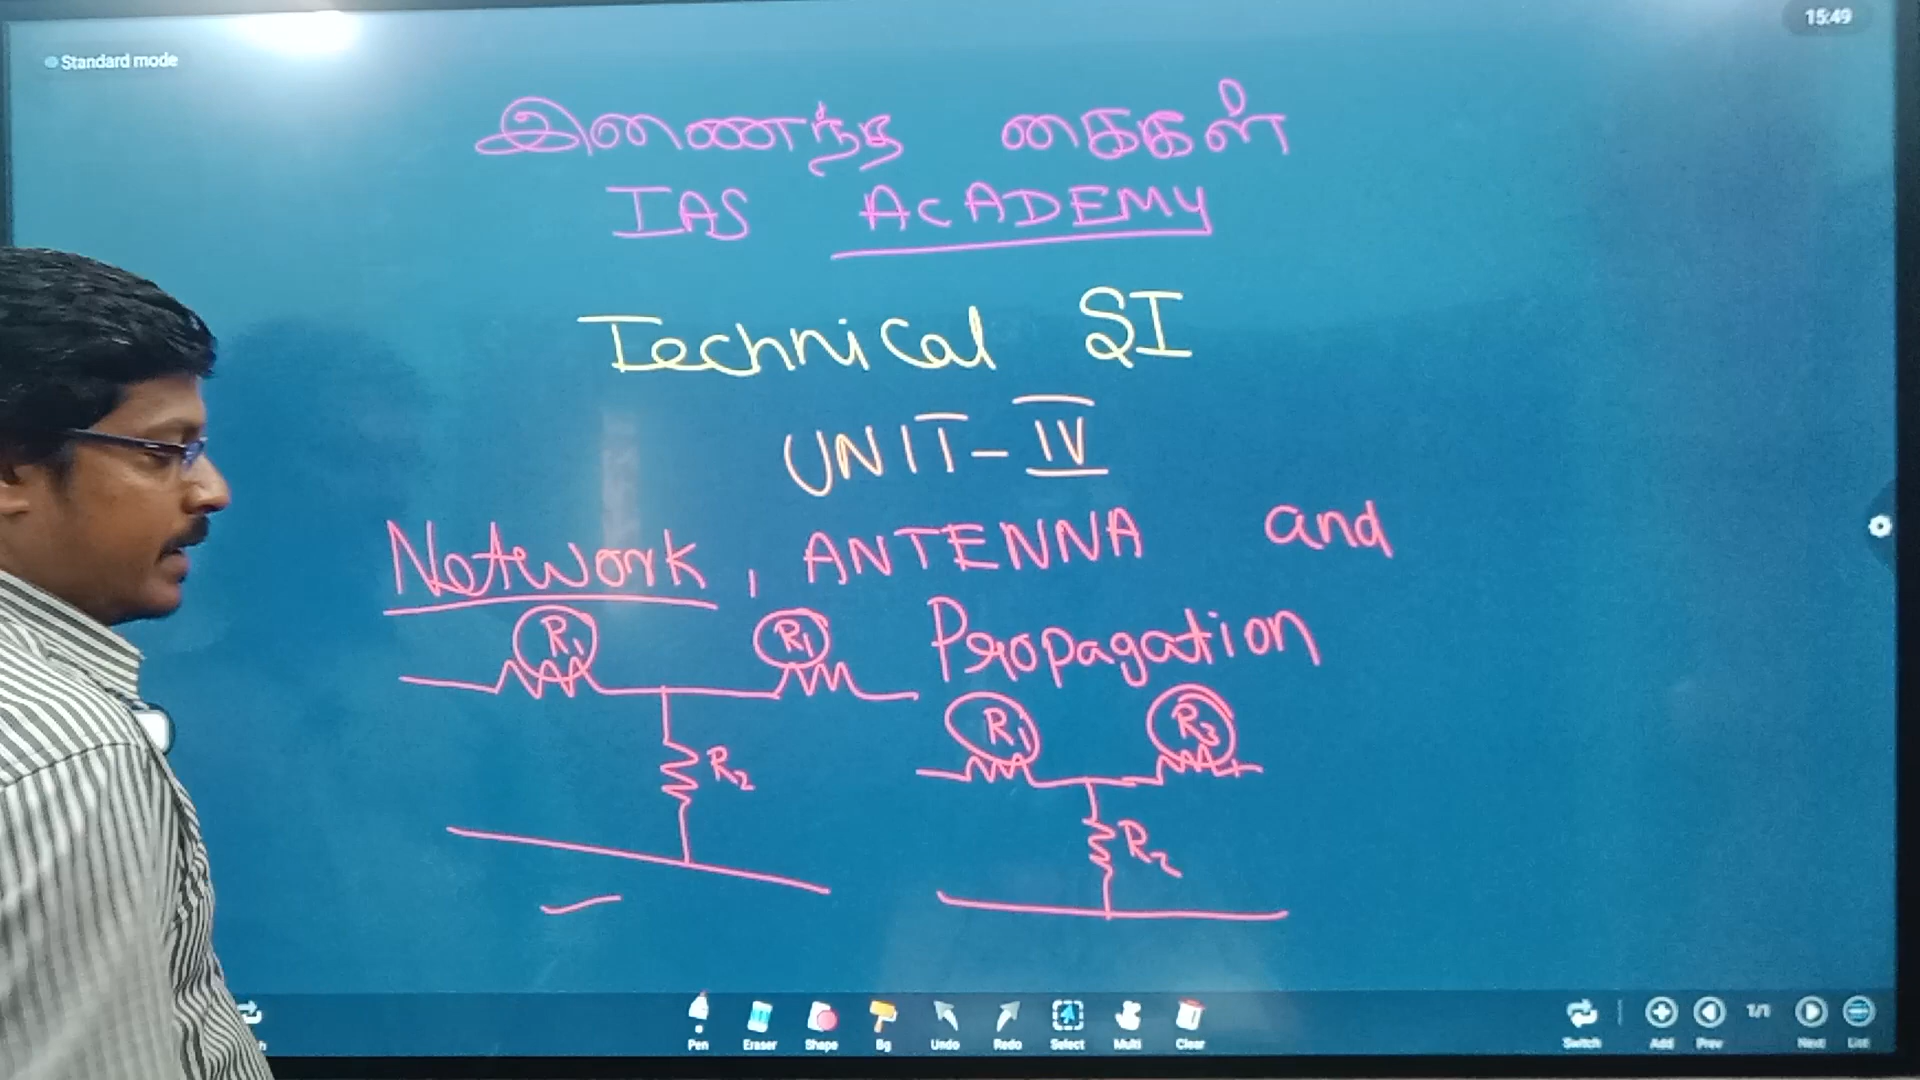 15:49
Standard mode
இணைந்த கைகள்
IAS ACADEMY
Technical SI
UNIT-IV
Network, ANTENNA and
Propagation
R1 R1
R1 R3
R2
R2
Pen Eraser Shape Bg Undo Redo Select Multi Clear Switch Add Prev 1/1 Next List